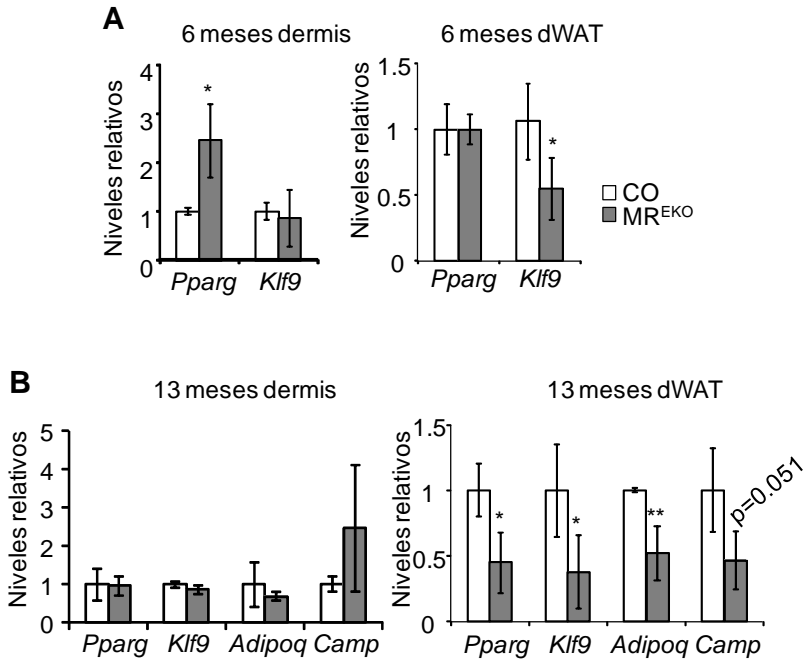 A
6 meses dermis
6 meses dWAT
Niveles relativos
4
3
2
1
0
*
Pparg Klf9
Niveles relativos
1.5
1
0.5
0
*
Pparg Klf9
CO
MR^EKO
B
13 meses dermis
13 meses dWAT
Niveles relativos
5
4
3
2
1
0
Pparg Klf9 Adipoq Camp
Niveles relativos
1.5
1
0.5
0
* * ** p=0.051
Pparg Klf9 Adipoq Camp